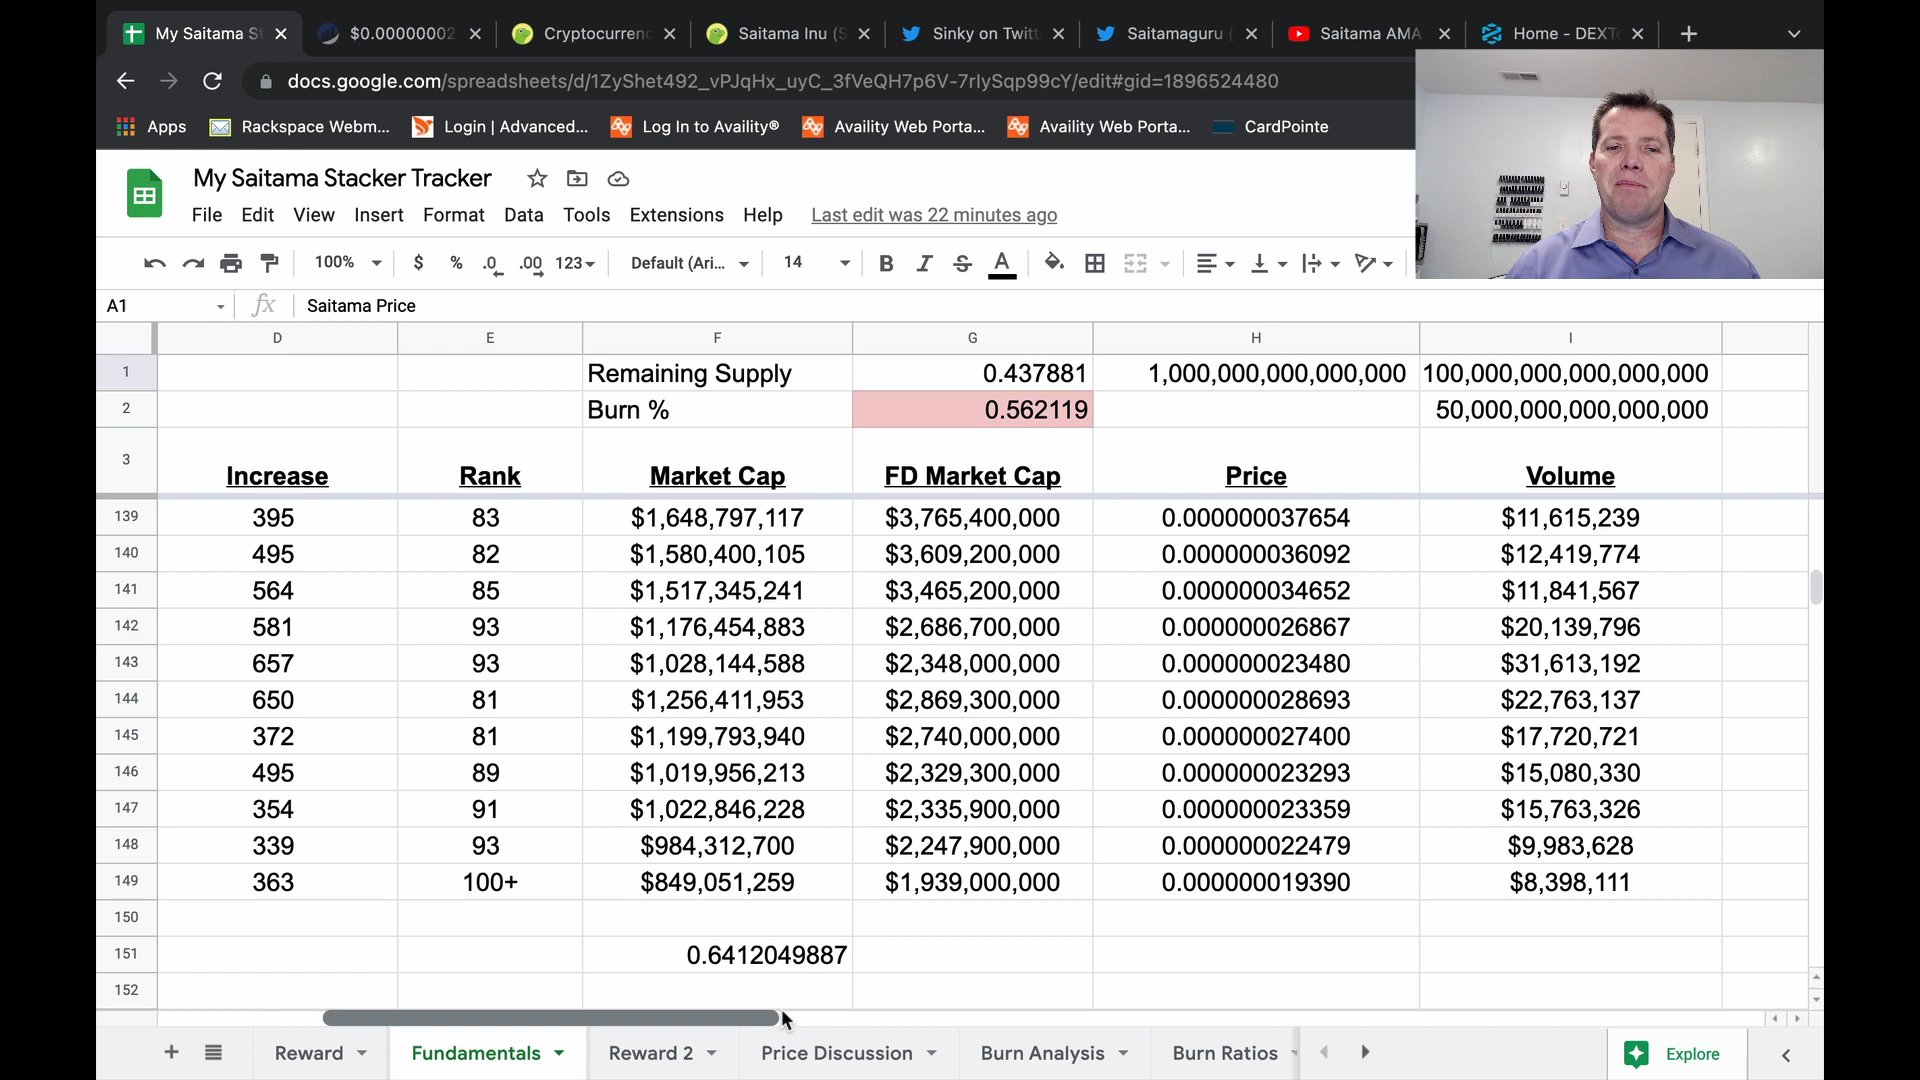 My Saitama St
$0.00000002
Cryptocurrenc
Saitama Inu (S
Sinky on Twitt
Saitamaguru (
Saitama AMA
Home - DEXTo
docs.google.com/spreadsheets/d/1ZyShet492_vPJqHx_uyC_3fVeQH7p6V-7rlySqp99cY/edit#gid=1896524480
Apps
Rackspace Webm...
Login | Advanced...
Log In to Availity®
Availity Web Porta...
Availity Web Porta...
CardPointe
My Saitama Stacker Tracker
File Edit View Insert Format Data Tools Extensions Help Last edit was 22 minutes ago
100% $ % .0 .00 123 Default (Ari... 14 B I S A
A1 fx Saitama Price
D E F G H I
1 Remaining Supply 0.437881 1,000,000,000,000,000 100,000,000,000,000,000
2 Burn % 0.562119 50,000,000,000,000,000
3 Increase Rank Market Cap FD Market Cap Price Volume
139 395 83 $1,648,797,117 $3,765,400,000 0.000000037654 $11,615,239
140 495 82 $1,580,400,105 $3,609,200,000 0.000000036092 $12,419,774
141 564 85 $1,517,345,241 $3,465,200,000 0.000000034652 $11,841,567
142 581 93 $1,176,454,883 $2,686,700,000 0.000000026867 $20,139,796
143 657 93 $1,028,144,588 $2,348,000,000 0.000000023480 $31,613,192
144 650 81 $1,256,411,953 $2,869,300,000 0.000000028693 $22,763,137
145 372 81 $1,199,793,940 $2,740,000,000 0.000000027400 $17,720,721
146 495 89 $1,019,956,213 $2,329,300,000 0.000000023293 $15,080,330
147 354 91 $1,022,846,228 $2,335,900,000 0.000000023359 $15,763,326
148 339 93 $984,312,700 $2,247,900,000 0.000000022479 $9,983,628
149 363 100+ $849,051,259 $1,939,000,000 0.000000019390 $8,398,111
150
151 0.6412049887
152
+ Reward Fundamentals Reward 2 Price Discussion Burn Analysis Burn Ratios Explore